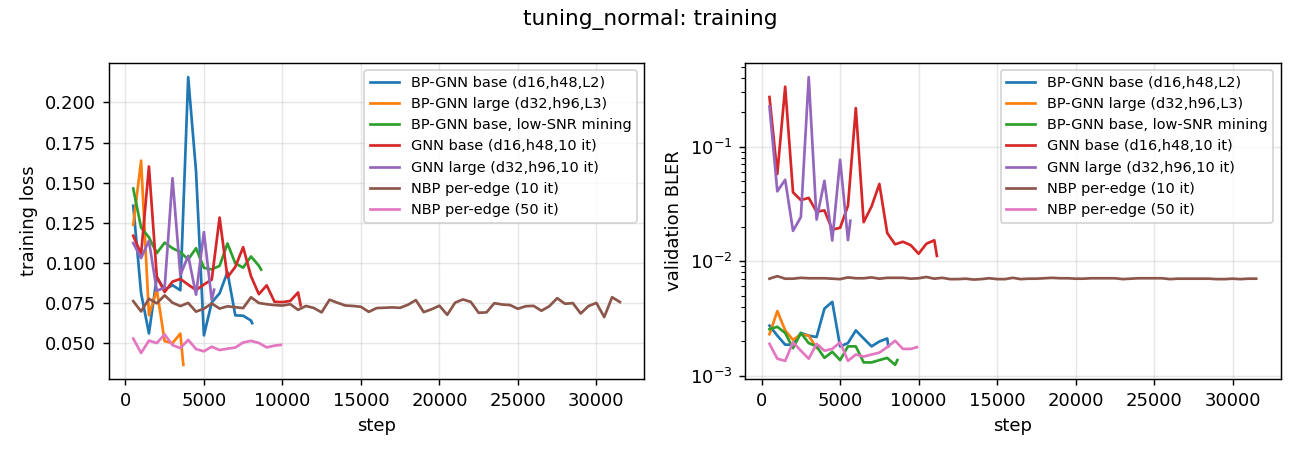 tuning_normal: training
training loss
0.200
0.175
0.150
0.125
0.100
0.075
0.050
BP-GNN base (d16,h48,L2)
BP-GNN large (d32,h96,L3)
BP-GNN base, low-SNR mining
GNN base (d16,h48,10 it)
GNN large (d32,h96,10 it)
NBP per-edge (10 it)
NBP per-edge (50 it)
0 5000 10000 15000 20000 25000 30000
step
validation BLER
10⁻¹
10⁻²
10⁻³
BP-GNN base (d16,h48,L2)
BP-GNN large (d32,h96,L3)
BP-GNN base, low-SNR mining
GNN base (d16,h48,10 it)
GNN large (d32,h96,10 it)
NBP per-edge (10 it)
NBP per-edge (50 it)
0 5000 10000 15000 20000 25000 30000
step